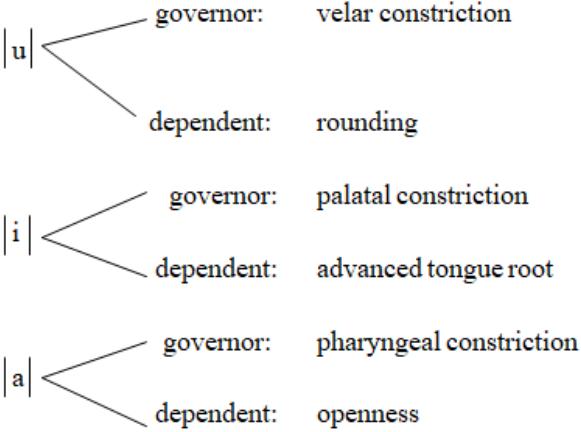 governor: velar constriction
|u|
dependent: rounding
governor: palatal constriction
|i|
dependent: advanced tongue root
governor: pharyngeal constriction
|a|
dependent: openness